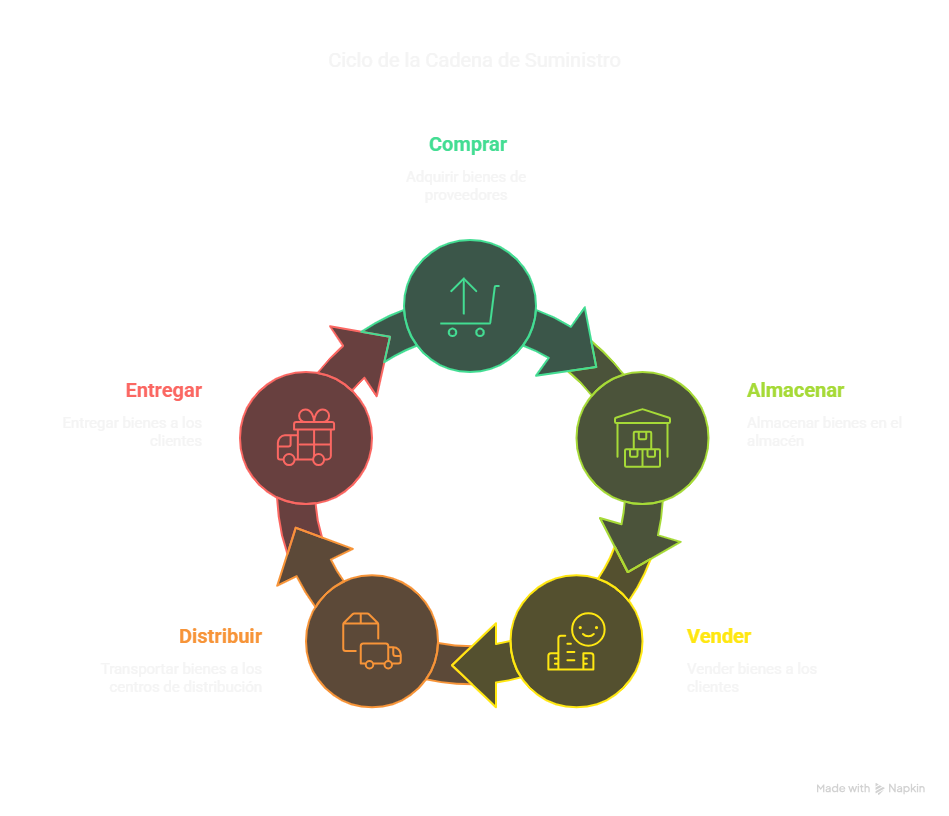 Ciclo de la Cadena de Suministro
Comprar
Adquirir bienes de
proveedores
Entregar
Entregar bienes a los
clientes
Almacenar
Almacenar bienes en el
almacén
Distribuir
Transportar bienes a los
centros de distribución
Vender
Vender bienes a los
clientes
Made with Napkin